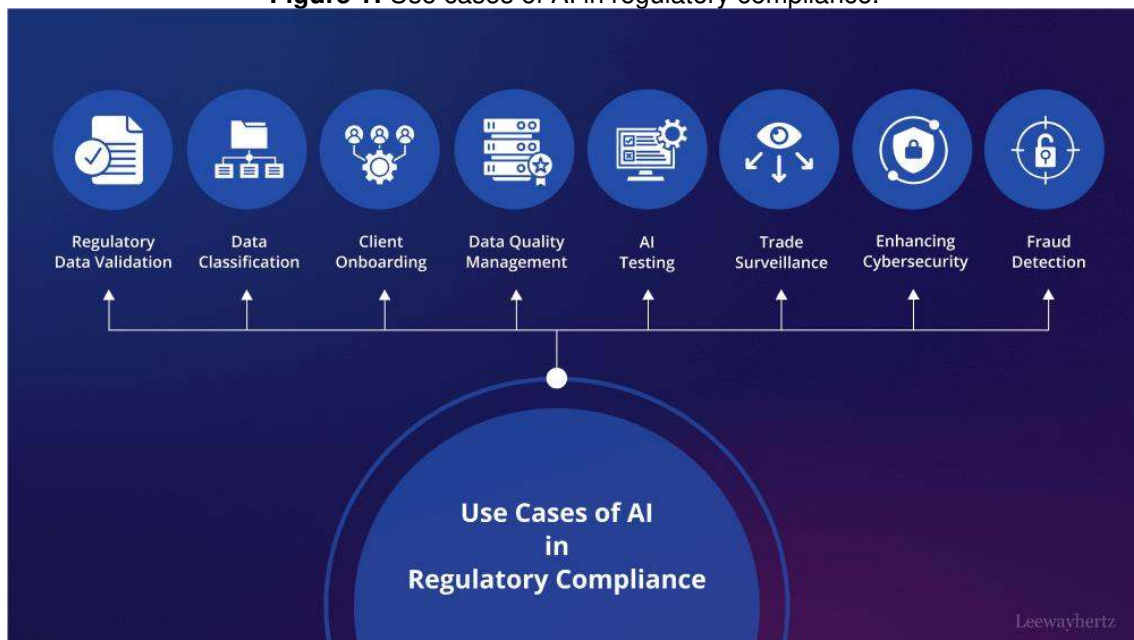 Figure 1. Use cases of AI in regulatory compliance.
Regulatory
Data Validation
Data
Classification
Client
Onboarding
Data Quality
Management
AI
Testing
Trade
Surveillance
Enhancing
Cybersecurity
Fraud
Detection
Use Cases of AI
in
Regulatory Compliance
Leewayhertz